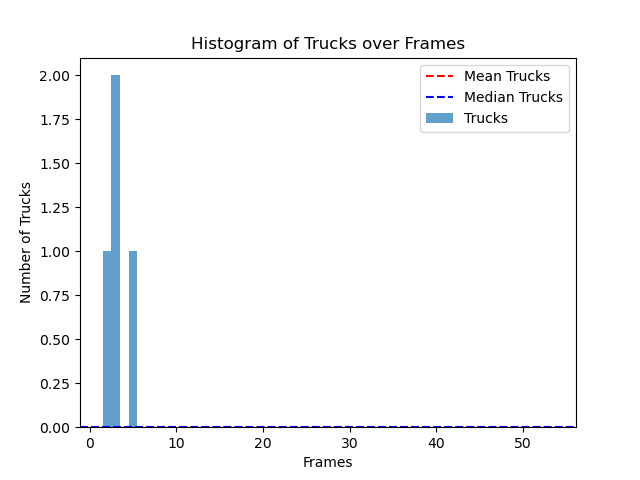 Histogram of Trucks over Frames
Mean Trucks
Median Trucks
Trucks
Number of Trucks
2.00
1.75
1.50
1.25
1.00
0.75
0.50
0.25
0.00
0 10 20 30 40 50
Frames